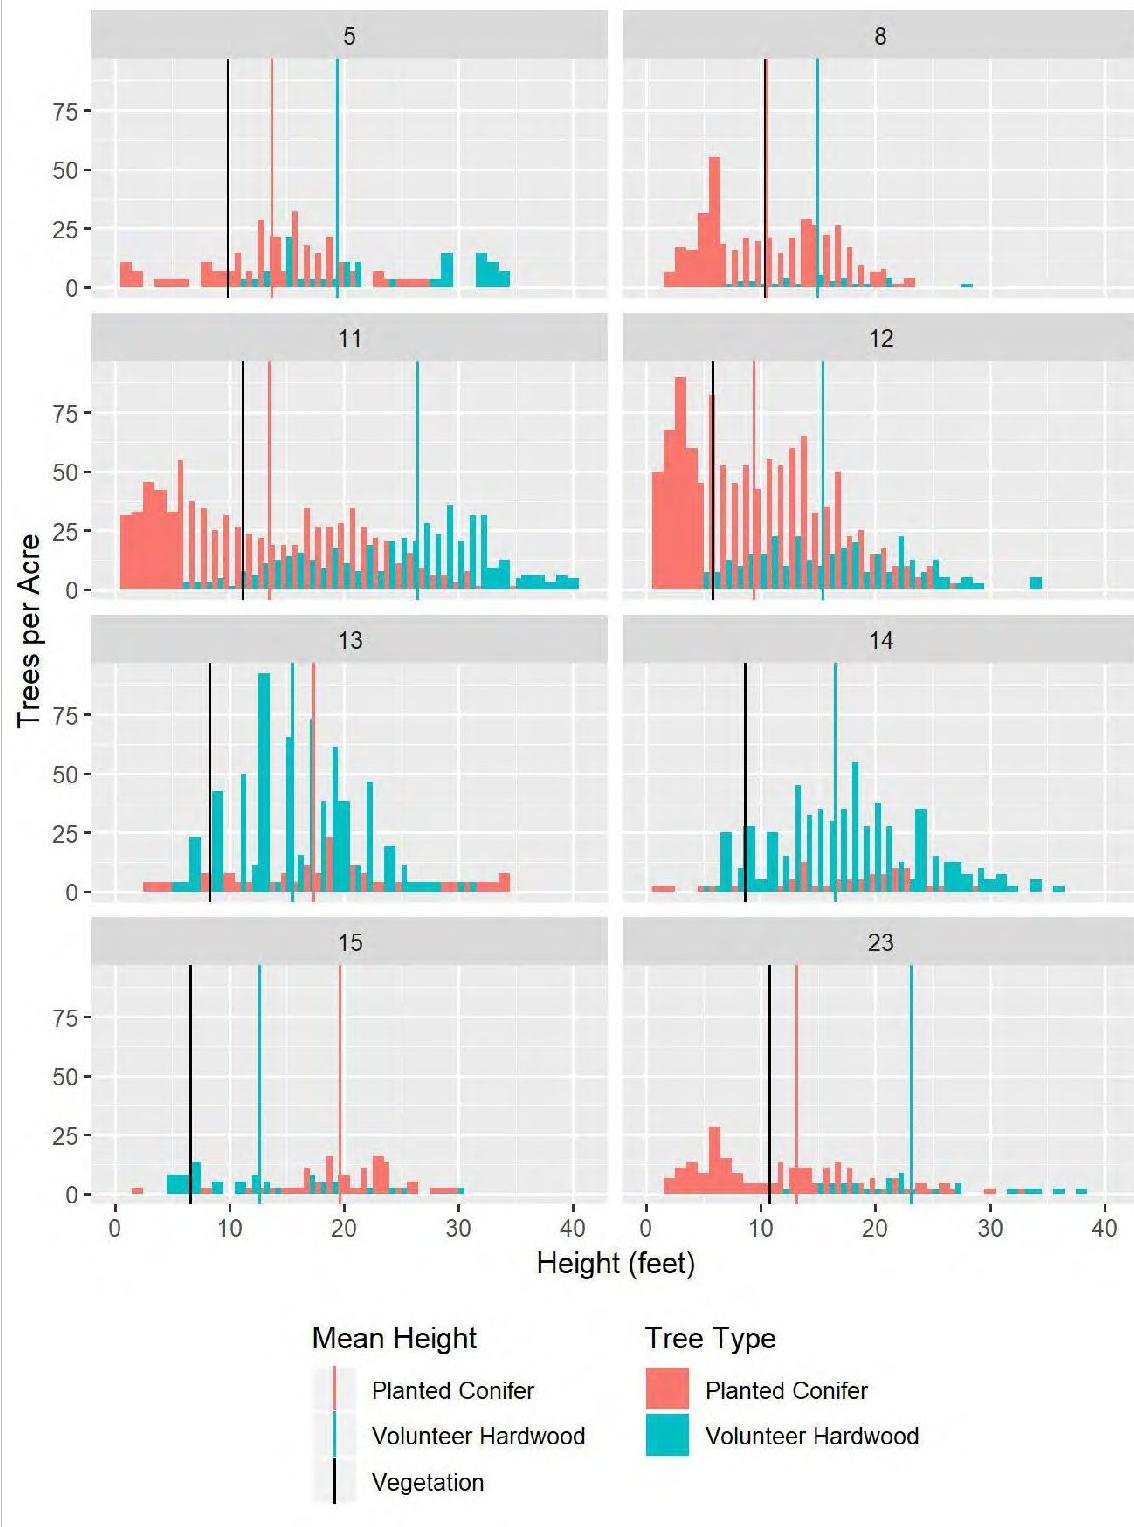 5 8
75
50
25
0
11 12
75
50
25
0
Trees per Acre
13 14
75
50
25
0
15 23
75
50
25
0
0 10 20 30 40 0 10 20 30 40
Height (feet)
Mean Height
Planted Conifer
Volunteer Hardwood
Vegetation
Tree Type
Planted Conifer
Volunteer Hardwood